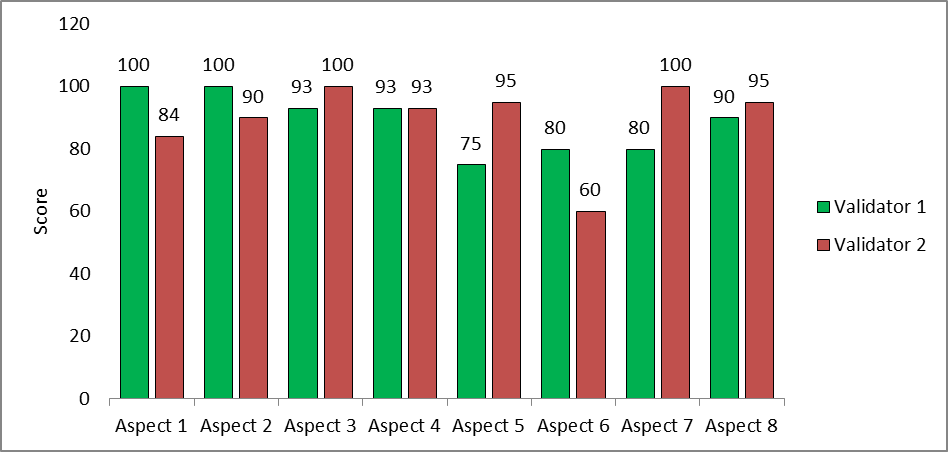 120
100
80
60
40
20
0
Score
100 84 100 90 93 100 93 93 75 95 80 60 80 100 90 95
Aspect 1 Aspect 2 Aspect 3 Aspect 4 Aspect 5 Aspect 6 Aspect 7 Aspect 8
Validator 1
Validator 2